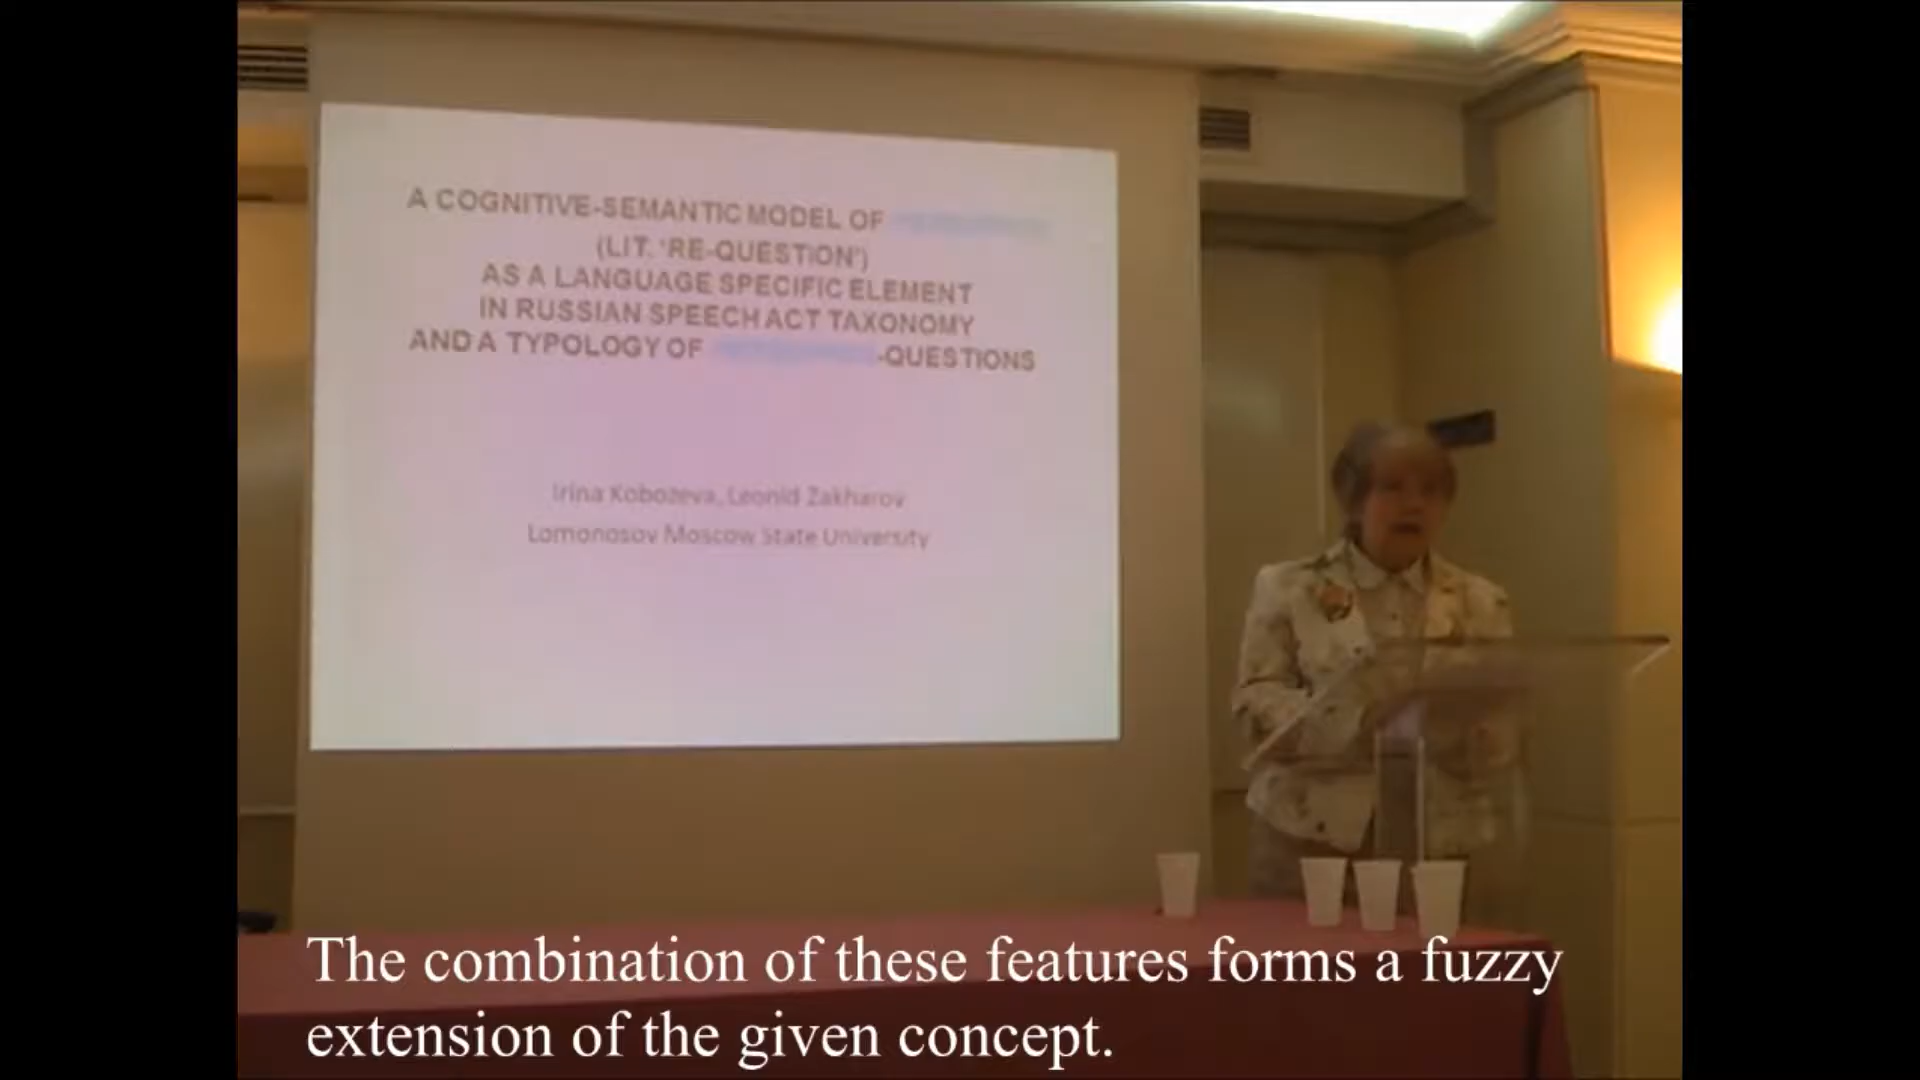 A COGNITIVE-SEMANTIC MODEL OF
(LIT. 'RE-QUESTION')
AS A LANGUAGE SPECIFIC ELEMENT
IN RUSSIAN SPEECH ACT TAXONOMY
AND A TYPOLOGY OF -QUESTIONS
Irina Kobozeva, Leonid Zakharov
Lomonosov Moscow State University
The combination of these features forms a fuzzy
extension of the given concept.